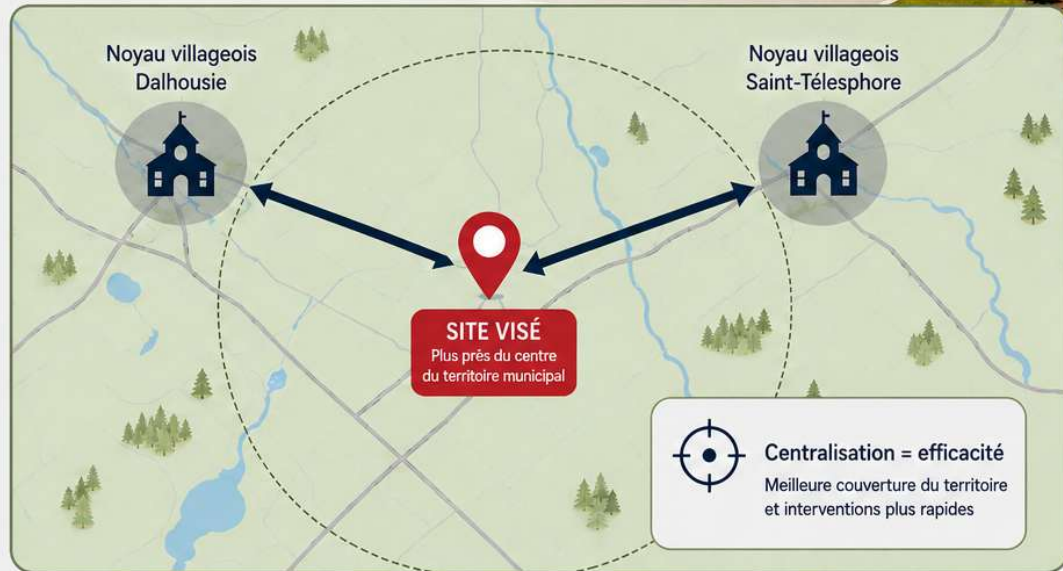 Noyau villageois
Dalhousie
Noyau villageois
Saint-Télesphore
SITE VISÉ
Plus près du centre
du territoire municipal
Centralisation = efficacité
Meilleure couverture du territoire
et interventions plus rapides